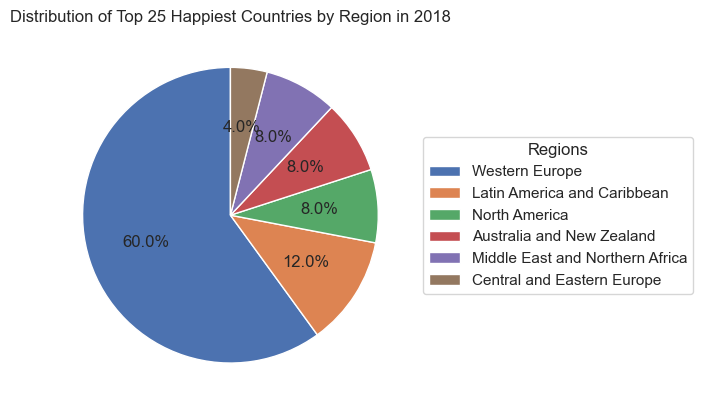 Distribution of Top 25 Happiest Countries by Region in 2018
4.0%
8.0%
8.0%
8.0%
12.0%
60.0%
Regions
Western Europe
Latin America and Caribbean
North America
Australia and New Zealand
Middle East and Northern Africa
Central and Eastern Europe